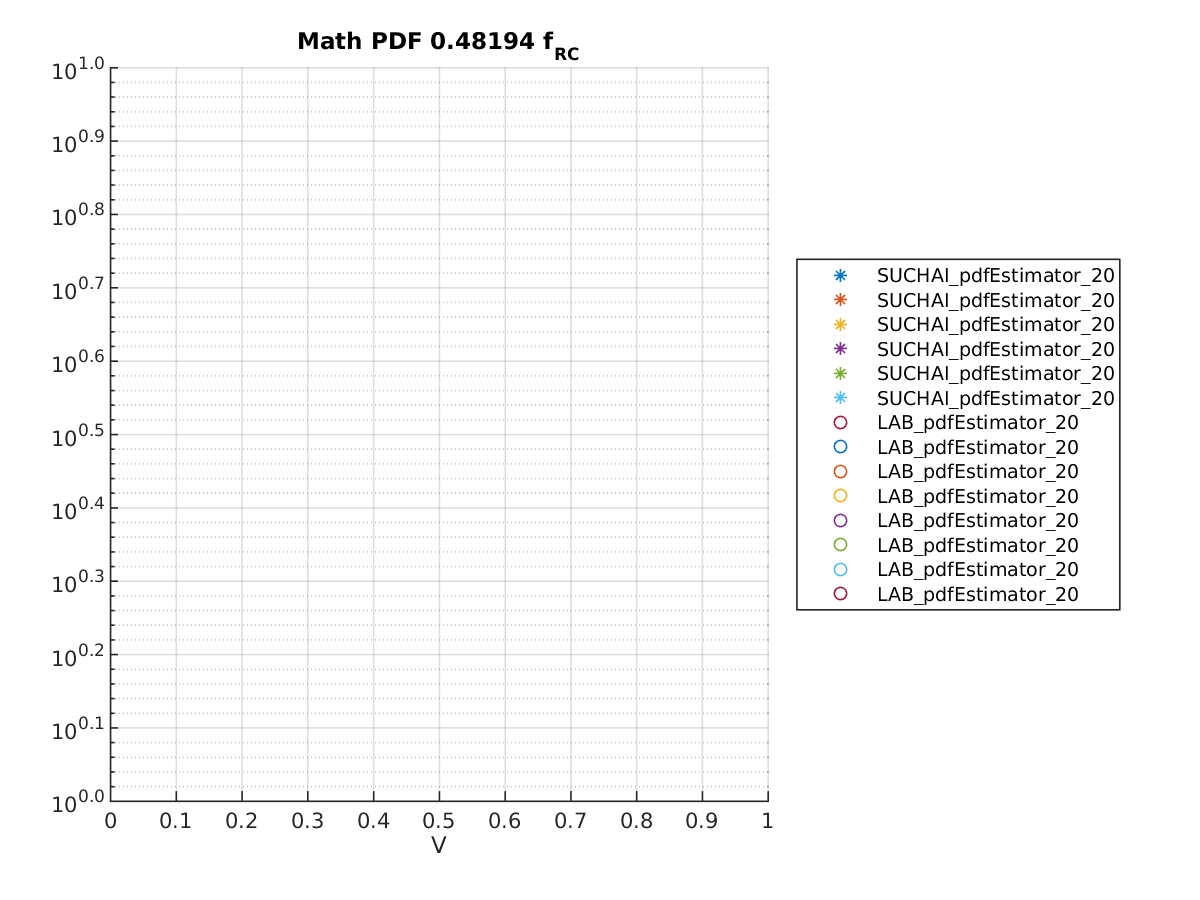 Math PDF 0.48194 f_RC
10^1.0
10^0.9
10^0.8
10^0.7
10^0.6
10^0.5
10^0.4
10^0.3
10^0.2
10^0.1
10^0.0
0 0.1 0.2 0.3 0.4 0.5 0.6 0.7 0.8 0.9 1
V
SUCHAI_pdfEstimator_20
SUCHAI_pdfEstimator_20
SUCHAI_pdfEstimator_20
SUCHAI_pdfEstimator_20
SUCHAI_pdfEstimator_20
SUCHAI_pdfEstimator_20
LAB_pdfEstimator_20
LAB_pdfEstimator_20
LAB_pdfEstimator_20
LAB_pdfEstimator_20
LAB_pdfEstimator_20
LAB_pdfEstimator_20
LAB_pdfEstimator_20
LAB_pdfEstimator_20